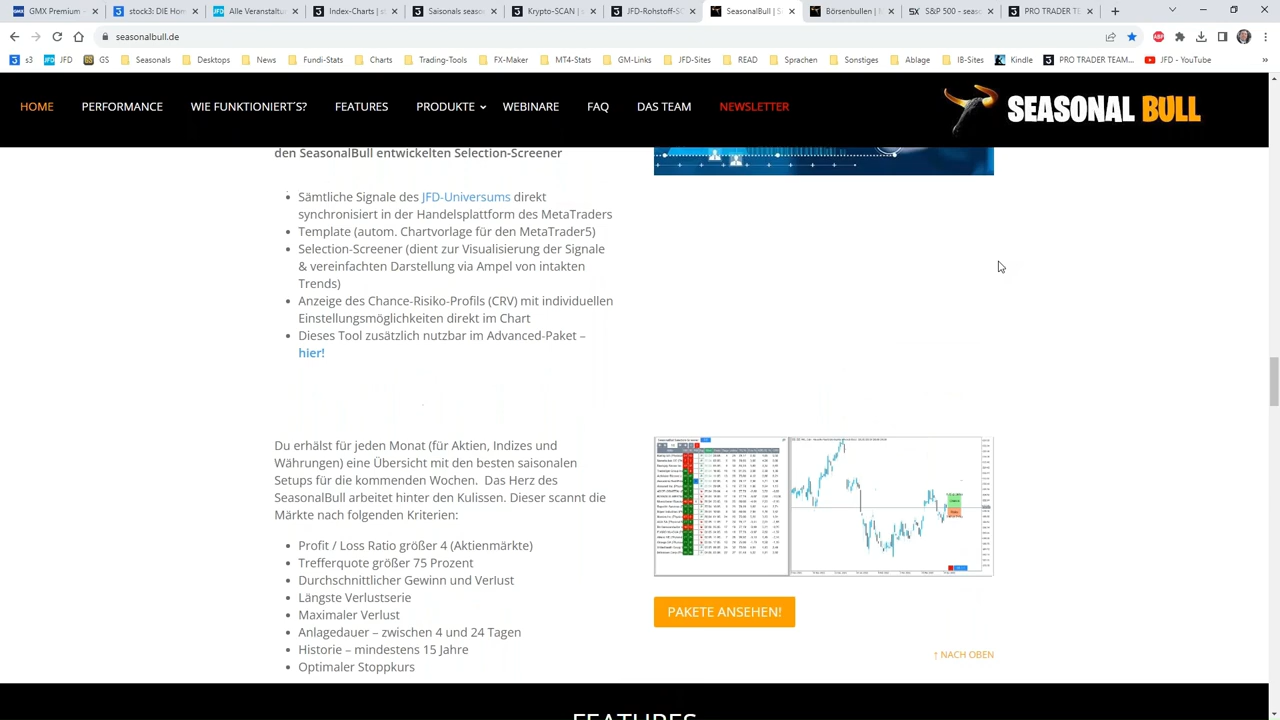 GMX Premium -
stock3: DIE Hom
Alle Veranstaltu
Index-Charts | st
Saisonals seaso
Krypto-SCAN | s
JFD-Rohstoff-SC
SeasonalBull | S
Börsenbullen |
S&P 500 - seas
PRO TRADER TE
seasonalbull.de
s3
JFD
GS
Seasonals
Desktops
News
Fundi-Stats
Charts
Trading-Tools
FX-Maker
MT4-Stats
GM-Links
JFD-Sites
READ
Sprachen
Sonstiges
Ablage
IB-Sites
Kindle
PRO TRADER TEAM...
JFD - YouTube
HOME
PERFORMANCE
WIE FUNKTIONIERT´S?
FEATURES
PRODUKTE
WEBINARE
FAQ
DAS TEAM
NEWSLETTER
SEASONAL BULL
den SeasonalBull entwickelten Selection-Screener
Sämtliche Signale des JFD-Universums direkt
synchronisiert in der Handelsplattform des MetaTraders
Template (autom. Chartvorlage für den MetaTrader5)
Selection-Screener (dient zur Visualisierung der Signale
& vereinfachten Darstellung via Ampel von intakten
Trends)
Anzeige des Chance-Risiko-Profils (CRV) mit individuellen
Einstellungsmöglichkeiten direkt im Chart
Dieses Tool zusätzlich nutzbar im Advanced-Paket –
hier!
Du erhälst für jeden Monat (für Aktien, Indizes und
Währungen) eine Übersicht mit den besten saisonalen
Setups für die kommenden Wochen. Das Herz des
SeasonalBull arbeitet hinter den Kulissen. Dieser scannt die
Märkte nach folgenden Kriterien:
Profit / Loss Ratio größer 4 (Aktienmärkte)
Trefferquote größer 75 Prozent
Durchschnittlicher Gewinn und Verlust
Längste Verlustserie
Maximaler Verlust
Anlagedauer – zwischen 4 und 24 Tagen
Historie – mindestens 15 Jahre
Optimaler Stoppkurs
PAKETE ANSEHEN!
↑ NACH OBEN
FEATURES